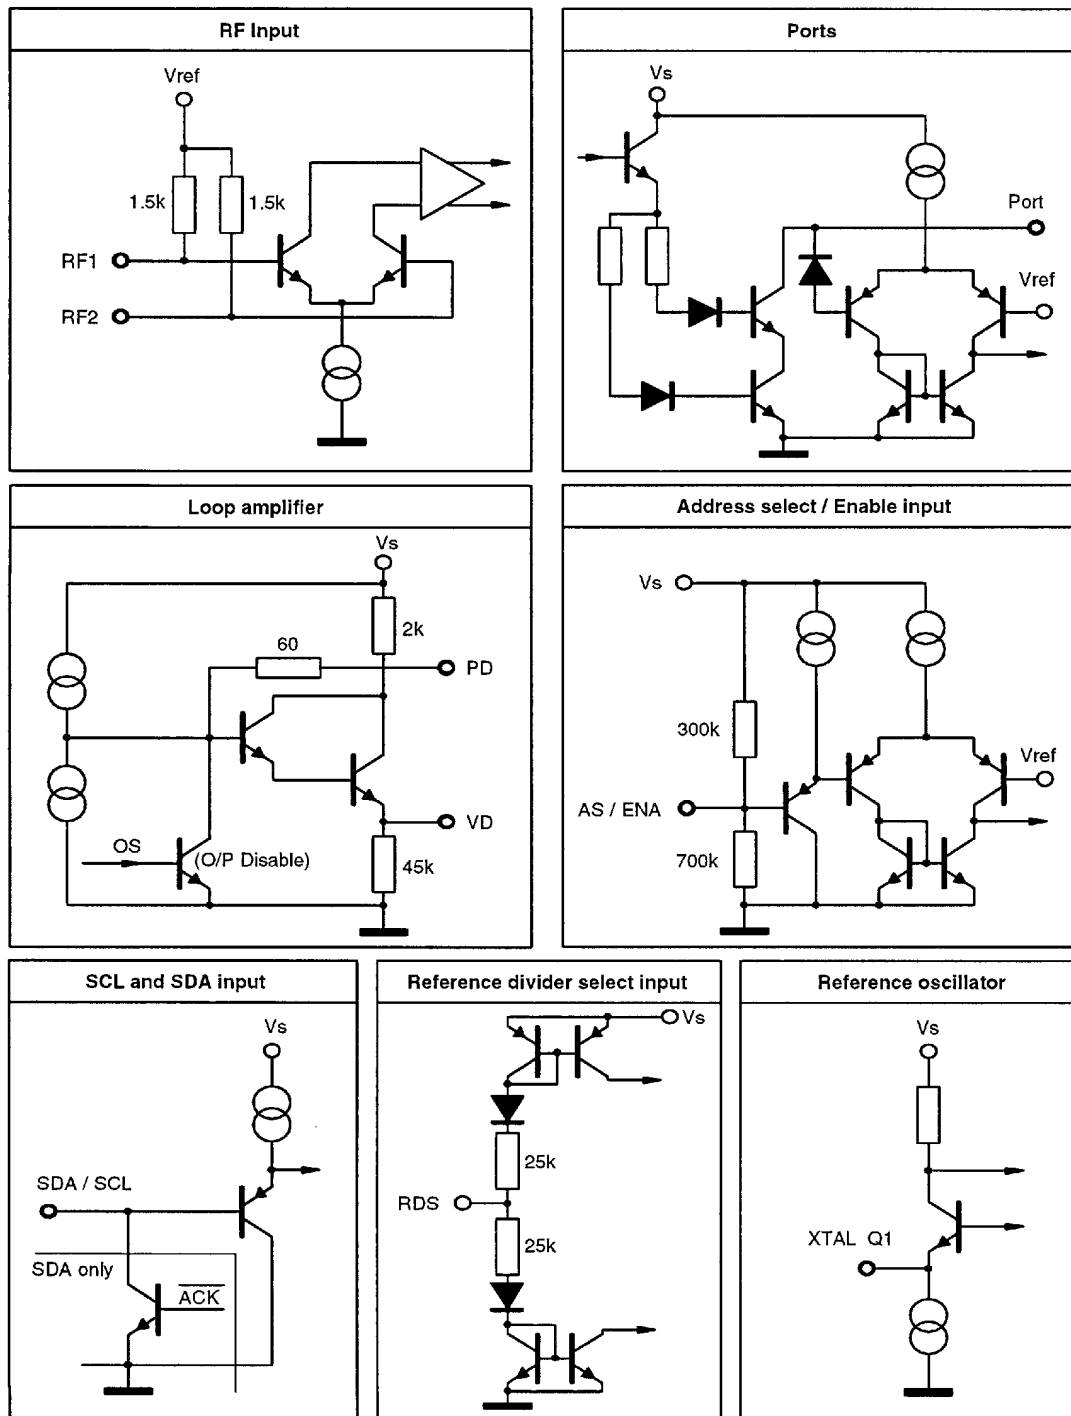 RF Input
Vref
1.5k
1.5k
RF1
RF2
Ports
Vs
Port
Vref
Loop amplifier
Vs
2k
60
PD
VD
OS
(O/P Disable)
45k
Address select / Enable input
Vs
300k
Vref
AS / ENA
700k
SCL and SDA input
Vs
SDA / SCL
SDA only
ACK
Reference divider select input
Vs
25k
RDS
25k
Reference oscillator
Vs
XTAL Q1